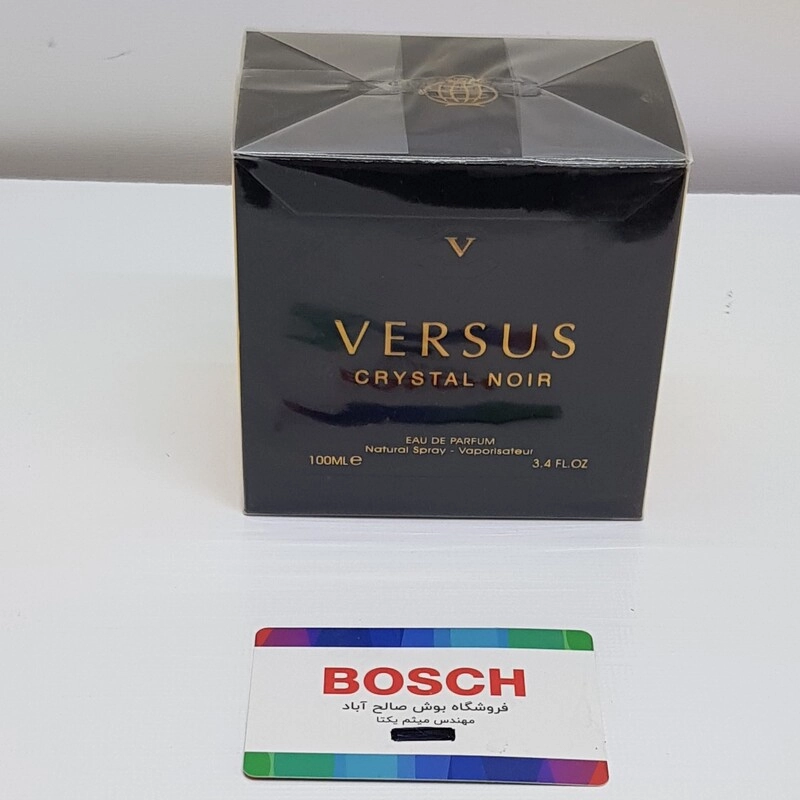 V
VERSUS
CRYSTAL NOIR
EAU DE PARFUM
Natural Spray - Vaporisateur
100ML ℮
3.4 FL.OZ
BOSCH
فروشگاه بوش صالح آباد
مهندس میثم یکتا